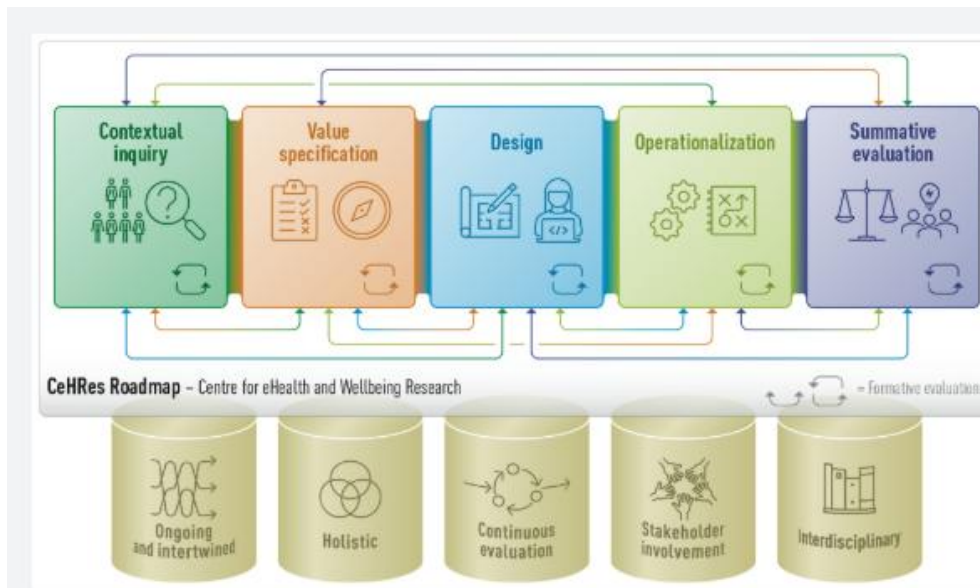 Contextual
inquiry
Value
specification
Design
Operationalization
Summative
evaluation
?
</>
CeHRes Roadmap – Centre for eHealth and Wellbeing Research
= Formative evaluation
Ongoing
and intertwined
Holistic
Continuous
evaluation
Stakeholder
involvement
Interdisciplinary